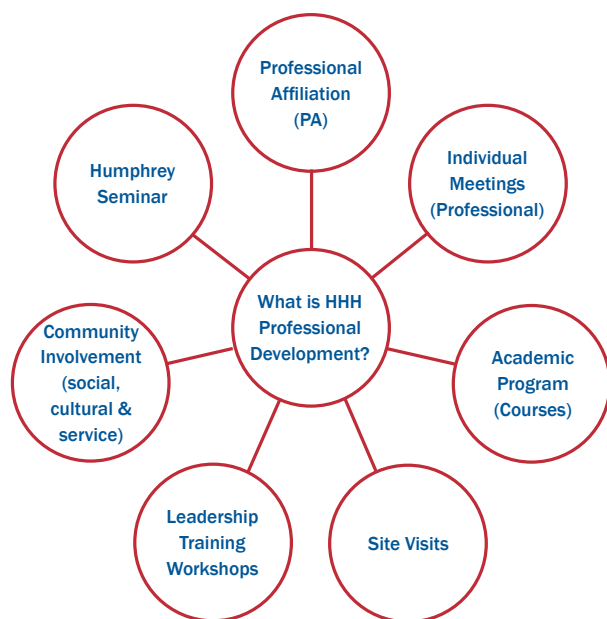 Professional
Affiliation
(PA)
Individual
Meetings
(Professional)
Humphrey
Seminar
What is HHH
Professional
Development?
Community
Involvement
(social,
cultural &
service)
Academic
Program
(Courses)
Leadership
Training
Workshops
Site Visits